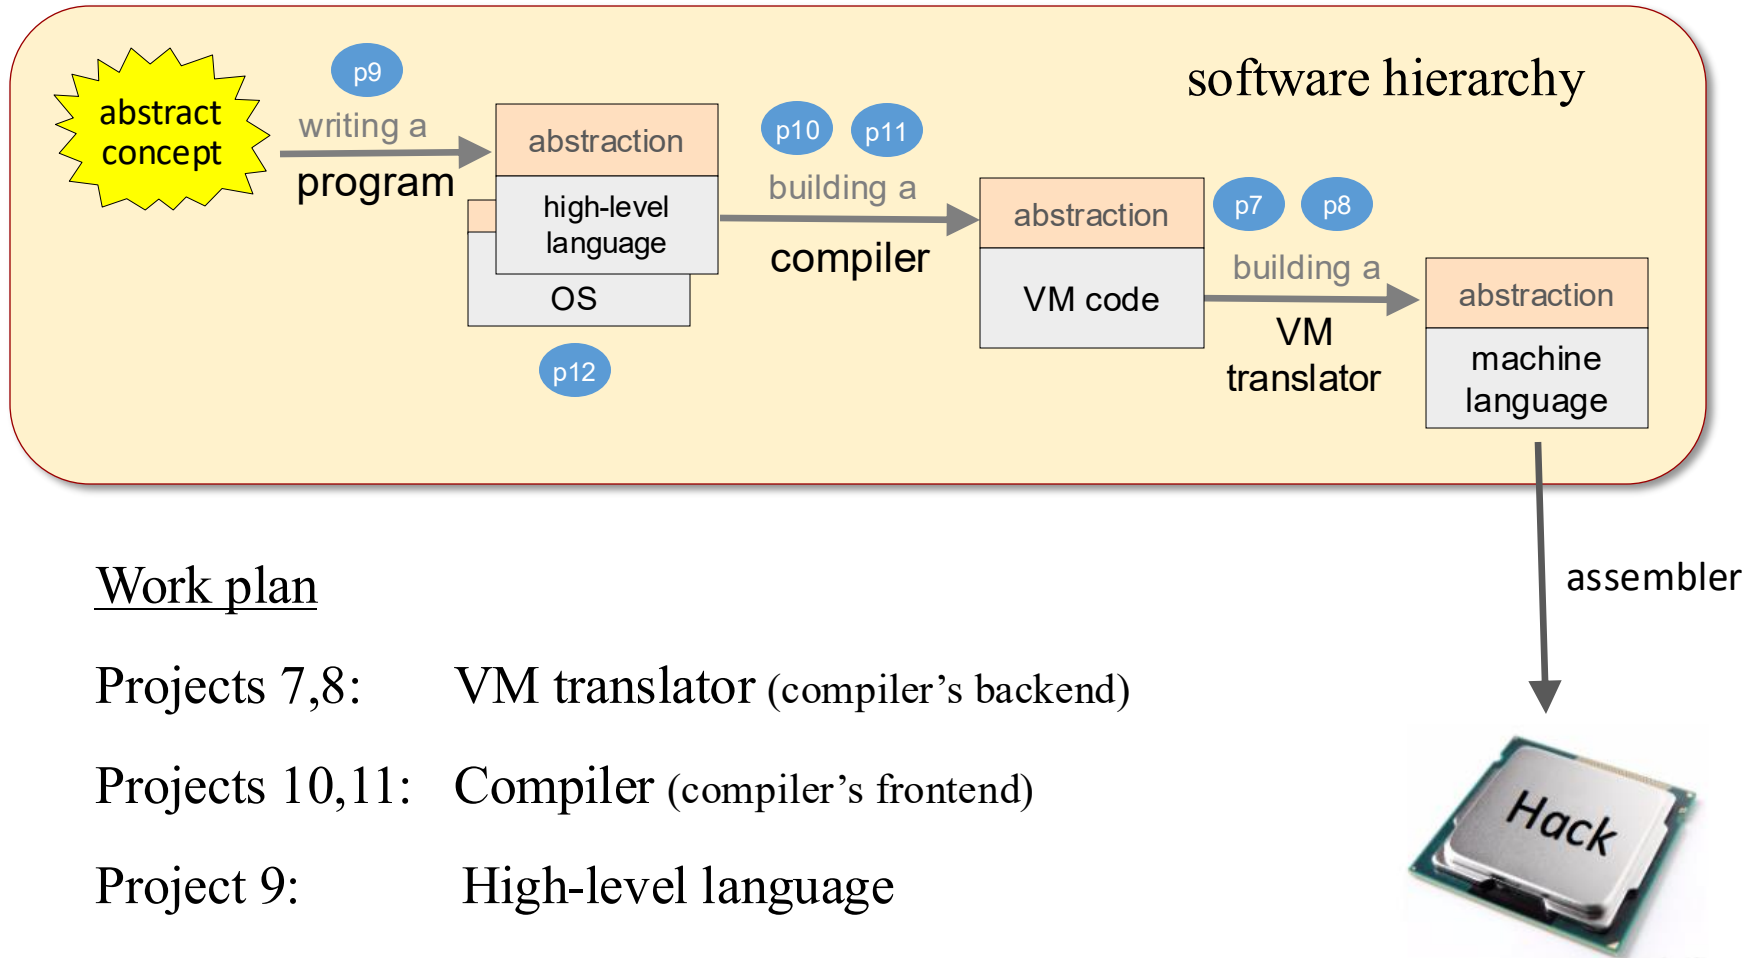 software hierarchy
abstract
concept
p9
writing a
program
abstraction
high-level
language
OS
p12
p10 p11
building a
compiler
abstraction
VM code
p7 p8
building a
VM
translator
abstraction
machine
language
assembler
Hack
Work plan
Projects 7,8: VM translator (compiler’s backend)
Projects 10,11: Compiler (compiler’s frontend)
Project 9: High-level language